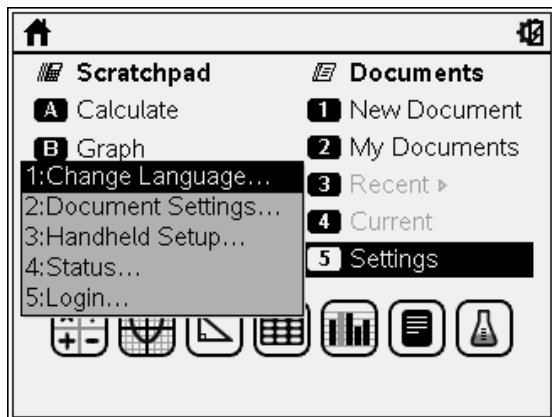 Scratchpad
A Calculate
B Graph
1:Change Language...
2:Document Settings...
3:Handheld Setup...
4:Status...
5:Login...
Documents
1 New Document
2 My Documents
3 Recent ▸
4 Current
5 Settings